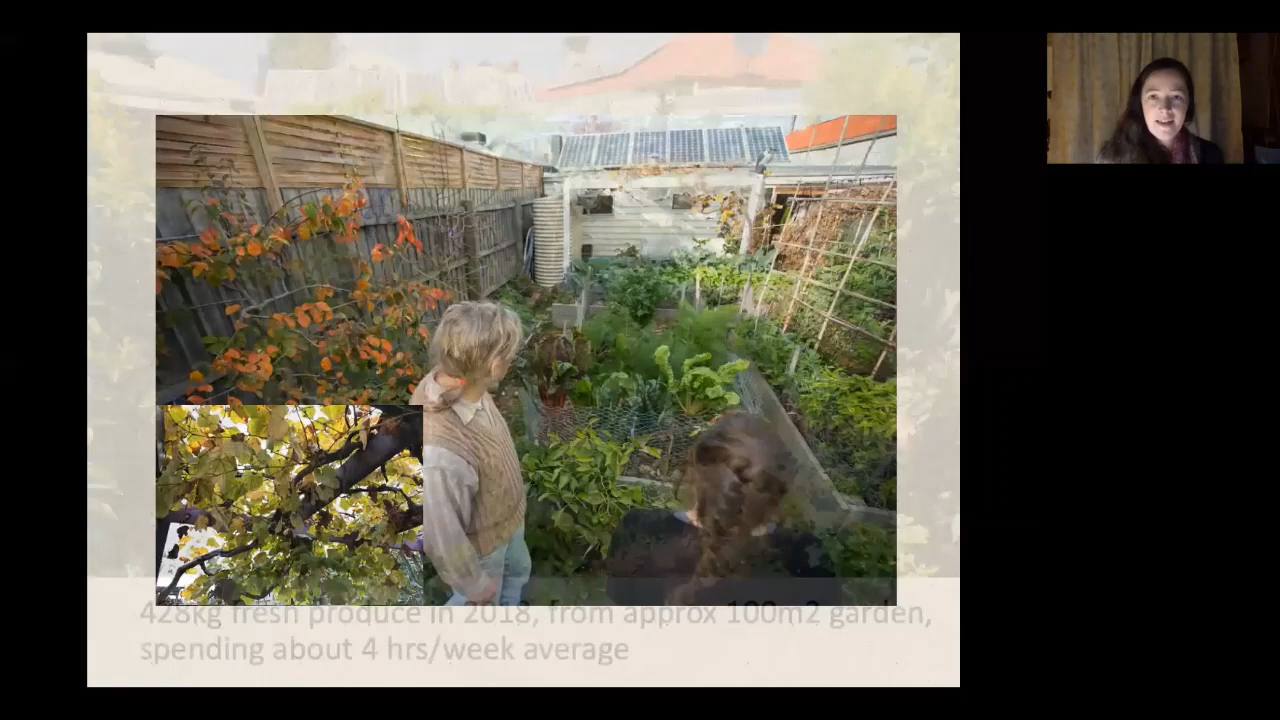 428kg fresh produce in 2018, from approx 100m2 garden,
spending about 4 hrs/week average